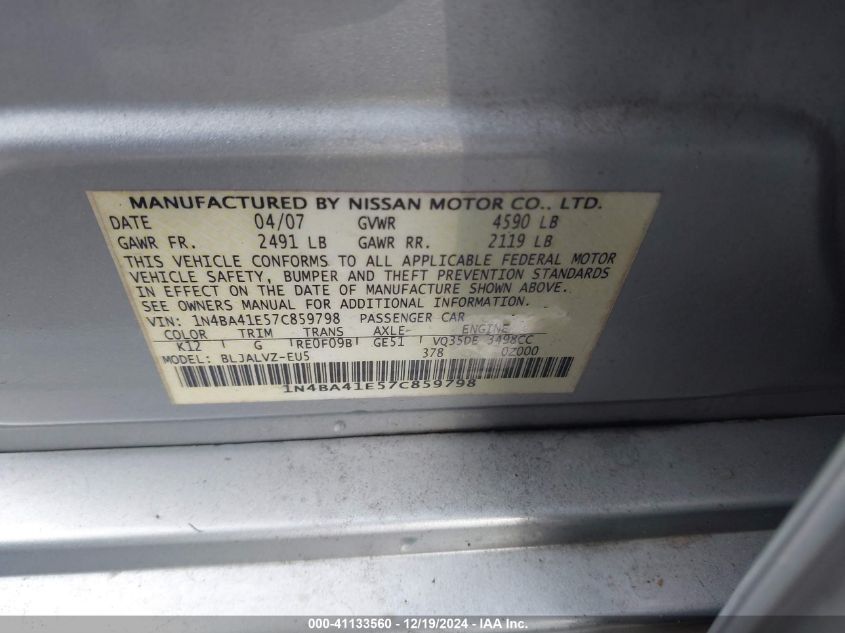 MANUFACTURED BY NISSAN MOTOR CO., LTD.
DATE 04/07 GVWR 4590 LB
GAWR FR. 2491 LB GAWR RR. 2119 LB
THIS VEHICLE CONFORMS TO ALL APPLICABLE FEDERAL MOTOR
VEHICLE SAFETY, BUMPER AND THEFT PREVENTION STANDARDS
IN EFFECT ON THE DATE OF MANUFACTURE SHOWN ABOVE.
SEE OWNERS MANUAL FOR ADDITIONAL INFORMATION.
VIN: 1N4BA41E57C859798 PASSENGER CAR
COLOR TRIM TRANS AXLE ENGINE
K12 G RE0F09B GE51 VQ35DE 3498CC
MODEL: BLJALVZ-EU5 378 0Z000
1N4BA41E57C859798
000-41133560 - 12/19/2024 - IAA Inc.